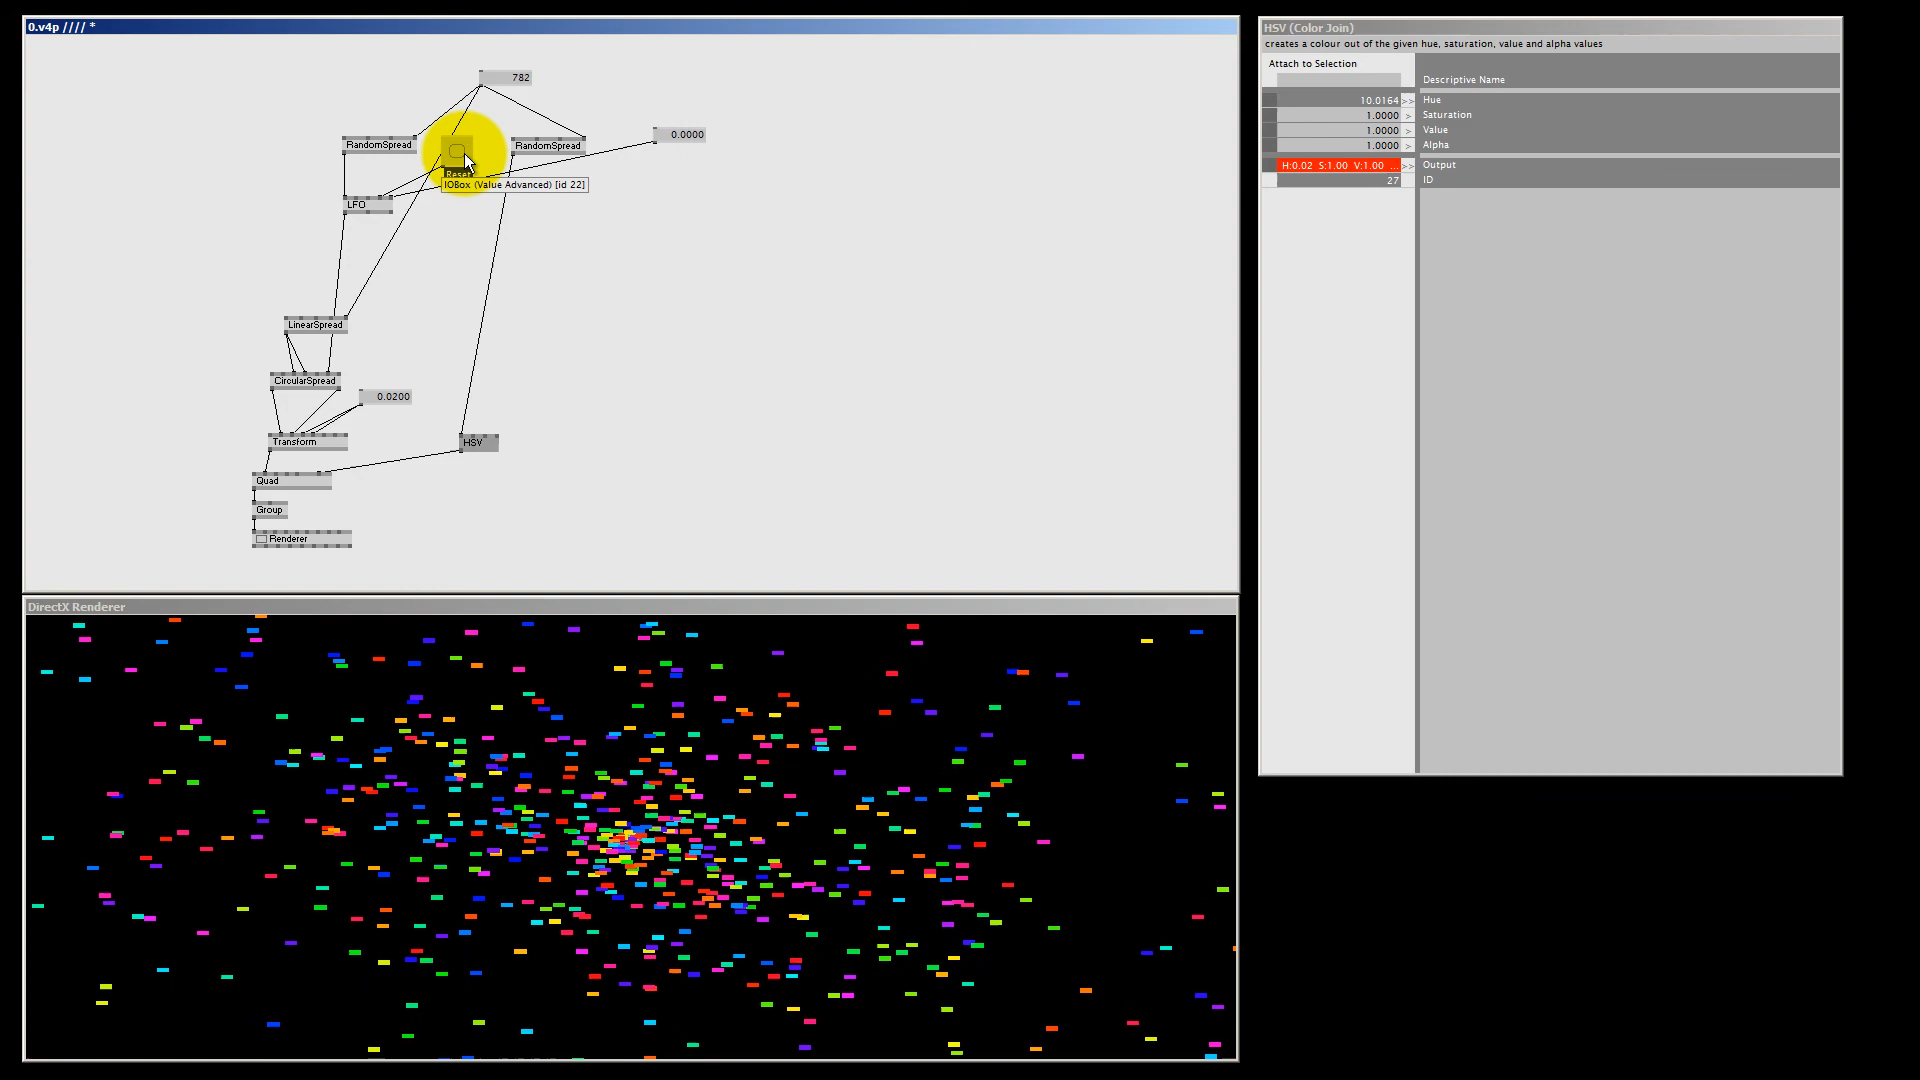 0.v4p //// *
782
0.0000
RandomSpread
RandomSpread
Reset
IOBox (Value Advanced) [id 22]
LFO
LinearSpread
CircularSpread
0.0200
Transform
HSV
Quad
Group
Renderer
DirectX Renderer
HSV (Color Join)
creates a colour out of the given hue, saturation, value and alpha values
Attach to Selection
Descriptive Name
10.0164 >> Hue
1.0000 > Saturation
1.0000 > Value
1.0000 > Alpha
H:0.02 S:1.00 V:1.00 ... >> Output
27 ID